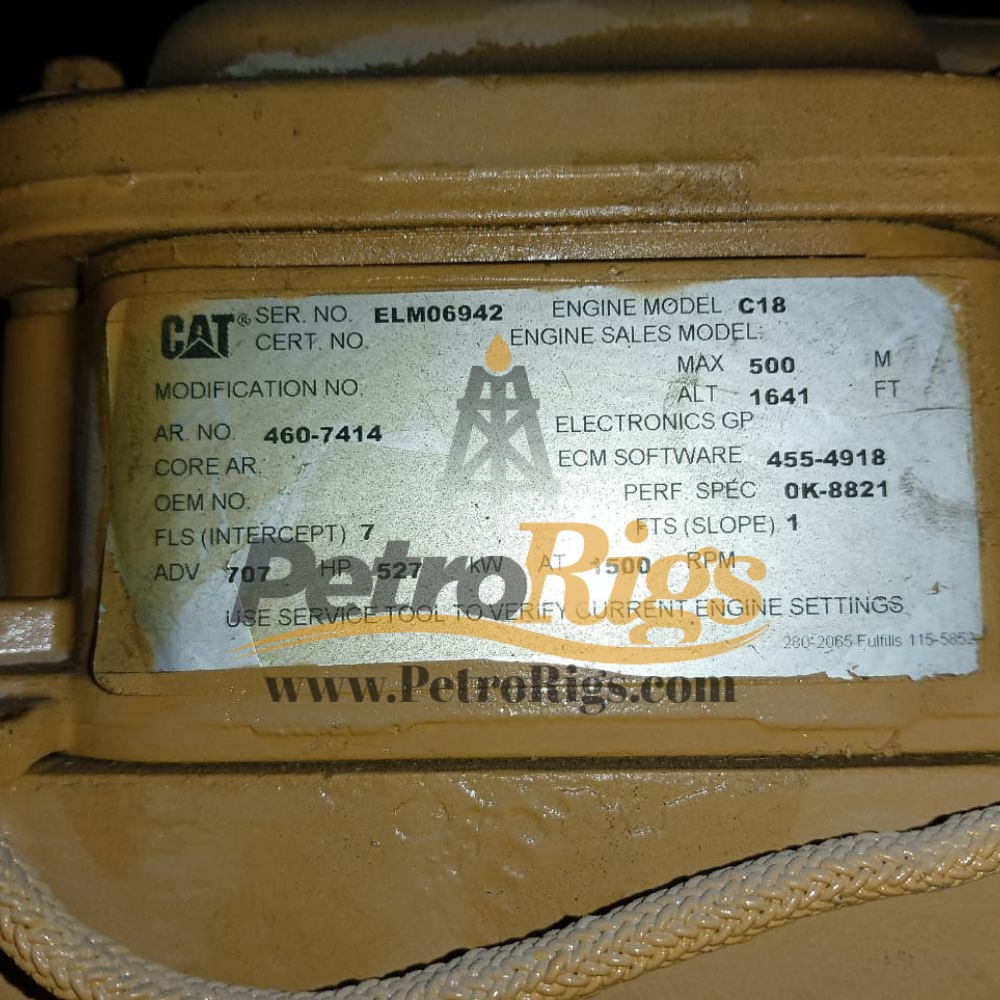 CAT® SER. NO. ELM06942 ENGINE MODEL C18
CERT. NO. ENGINE SALES MODEL:
MAX 500 M
MODIFICATION NO ALT 1641 FT
AR. NO. 460-7414 ELECTRONICS GP
CORE AR. ECM SOFTWARE 455-4918
OEM NO. PERF SPEC 0K-8821
FLS (INTERCEPT) 7 FTS (SLOPE) 1
ADV 707 HP 527 KW AT 1500 RPM
PetroRigs
USE SERVICE TOOL TO VERIFY CURRENT ENGINE SETTINGS
280-2065 Fulfills 115-5852
www.PetroRigs.com